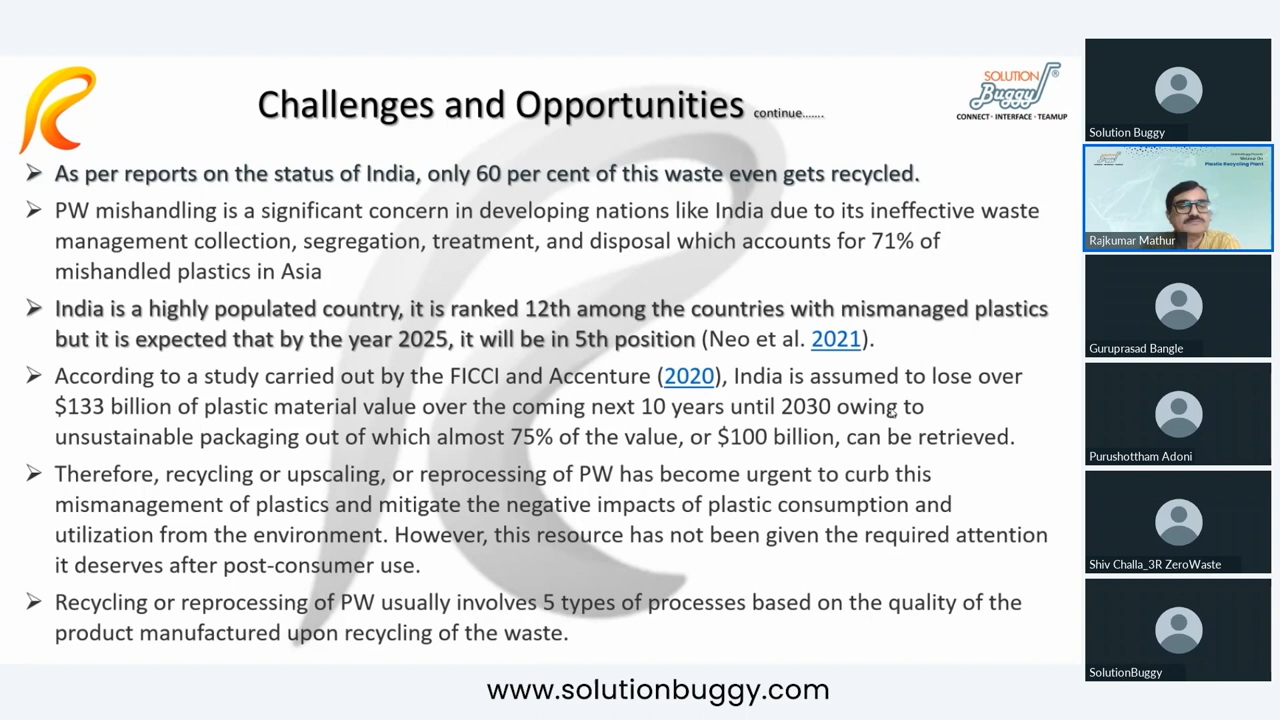 Challenges and Opportunities continue.......
SOLUTION
Buggy
®
CONNECT · INTERFACE · TEAMUP
➢ As per reports on the status of India, only 60 per cent of this waste even gets recycled.
➢ PW mishandling is a significant concern in developing nations like India due to its ineffective waste
management collection, segregation, treatment, and disposal which accounts for 71% of
mishandled plastics in Asia
➢ India is a highly populated country, it is ranked 12th among the countries with mismanaged plastics
but it is expected that by the year 2025, it will be in 5th position (Neo et al. 2021).
➢ According to a study carried out by the FICCI and Accenture (2020), India is assumed to lose over
$133 billion of plastic material value over the coming next 10 years until 2030 owing to
unsustainable packaging out of which almost 75% of the value, or $100 billion, can be retrieved.
➢ Therefore, recycling or upscaling, or reprocessing of PW has become urgent to curb this
mismanagement of plastics and mitigate the negative impacts of plastic consumption and
utilization from the environment. However, this resource has not been given the required attention
it deserves after post-consumer use.
➢ Recycling or reprocessing of PW usually involves 5 types of processes based on the quality of the
product manufactured upon recycling of the waste.
www.solutionbuggy.com
Solution Buggy
Webinar On
Plastic Recycling Plant
Rajkumar Mathur
Guruprasad Bangle
Purushottham Adoni
Shiv Challa_3R ZeroWaste
SolutionBuggy